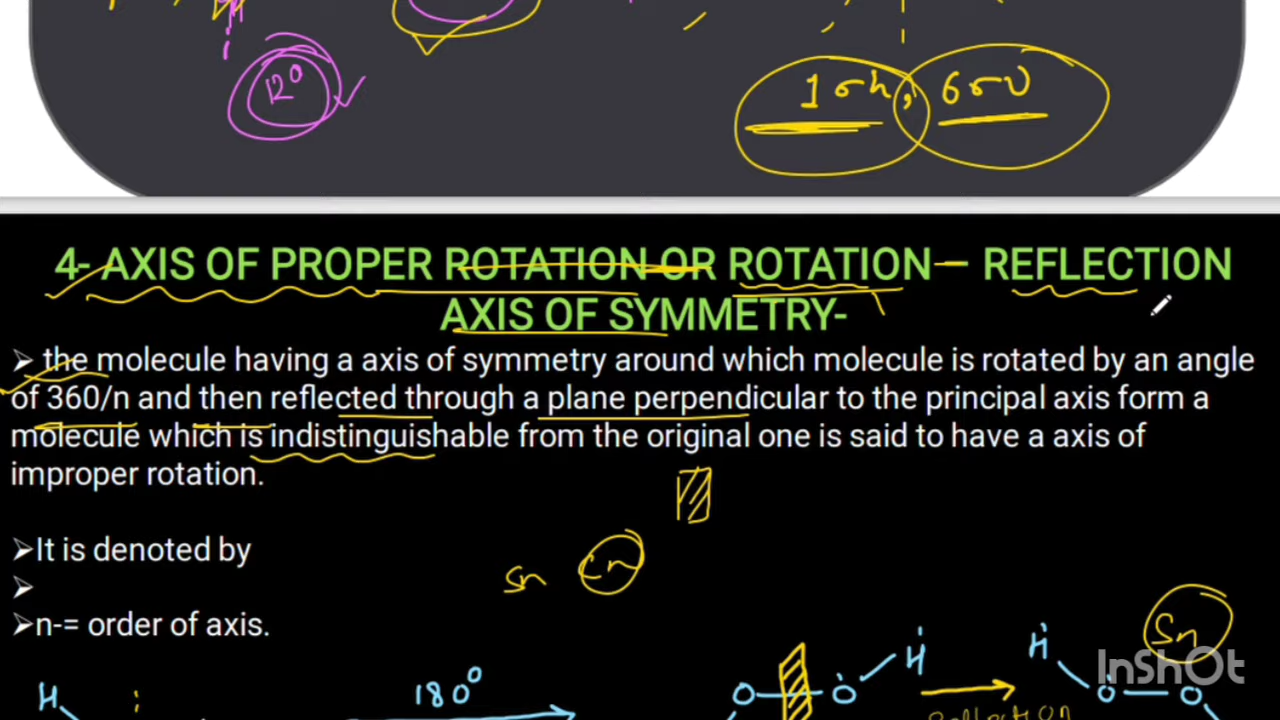 12⁰
1σh, 6σv
4- AXIS OF PROPER ROTATION OR ROTATION– REFLECTION
AXIS OF SYMMETRY-
➢ the molecule having a axis of symmetry around which molecule is rotated by an angle
of 360/n and then reflected through a plane perpendicular to the principal axis form a
molecule which is indistinguishable from the original one is said to have a axis of
improper rotation.
➢It is denoted by
Sn Cn
➢
➢n-= order of axis.
Sn
InShOt
H 180⁰ O O H H O O